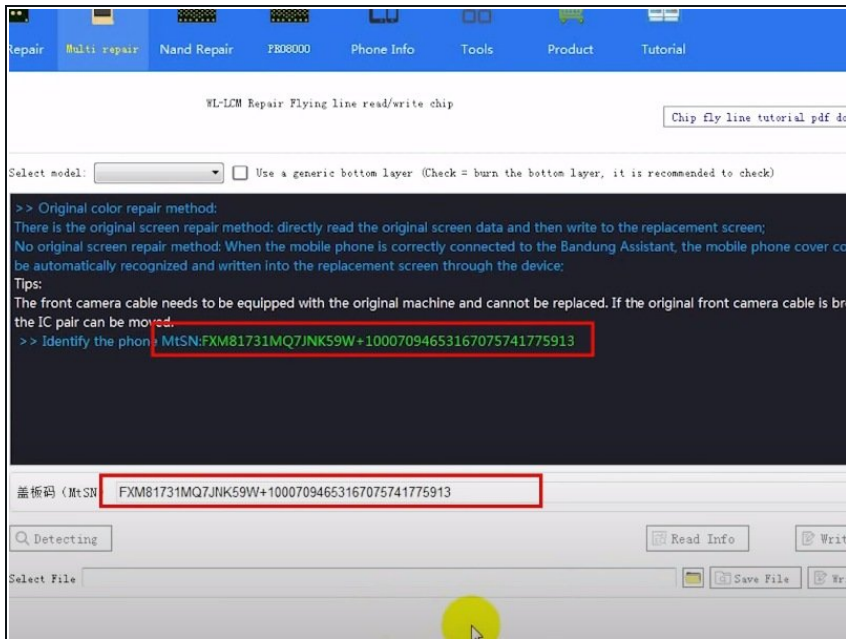 Repair Multi repair Nand Repair PRO8000 Phone Info Tools Product Tutorial
WL-LCM Repair Flying line read/write chip
Chip fly line tutorial pdf do
Select model: Use a generic bottom layer (Check = burn the bottom layer, it is recommended to check)
>> Original color repair method:
There is the original screen repair method: directly read the original screen data and then write to the replacement screen;
No original screen repair method: When the mobile phone is correctly connected to the Bandung Assistant, the mobile phone cover co
be automatically recognized and written into the replacement screen through the device;
Tips:
The front camera cable needs to be equipped with the original machine and cannot be replaced. If the original front camera cable is bro
the IC pair can be moved.
>> Identify the phone MtSN:FXM81731MQ7JNK59W+10007094653167075741775913
盖板码 (MtSN FXM81731MQ7JNK59W+10007094653167075741775913
Detecting Read Info Writ
Select File Save File Wr